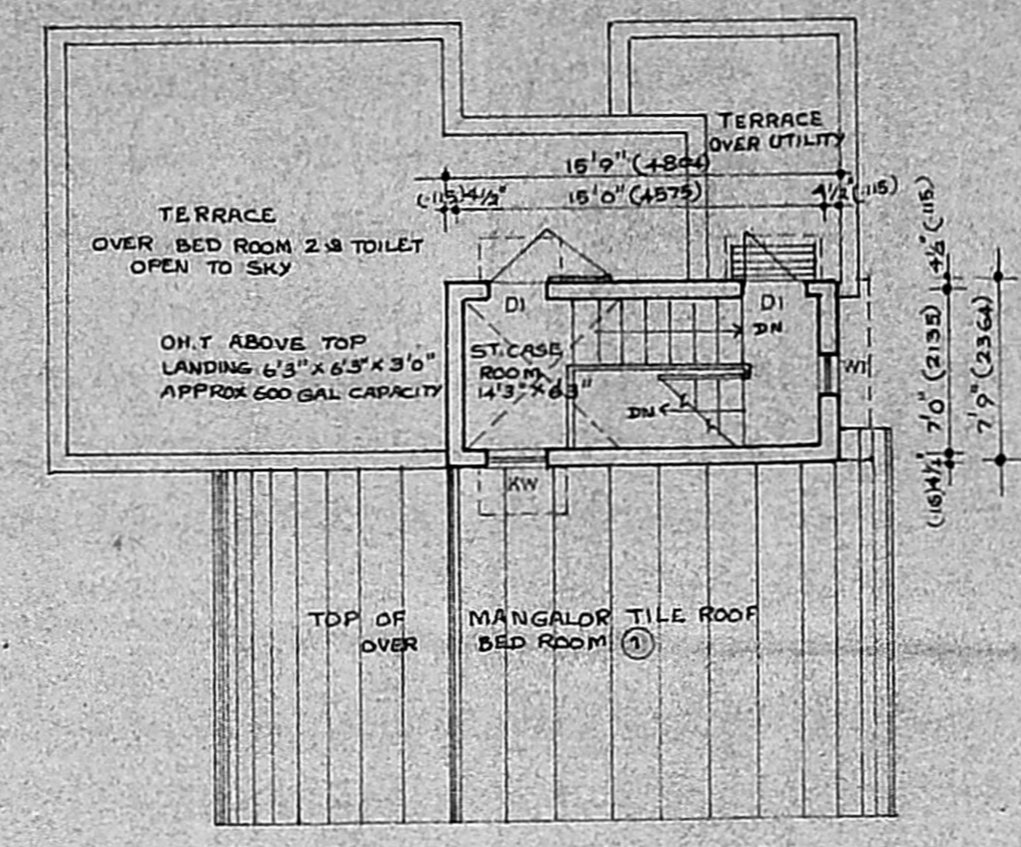 TERRACE
OVER UTILITY
15'9" (4804)
(·115) 4½"
15'0" (4575)
4½" (·115)
TERRACE
OVER BED ROOM 2 & TOILET
OPEN TO SKY
4½" (115)
D1
D1
DN
7'0" (2135)
7'9" (2364)
OH.T ABOVE TOP
LANDING 6'3" X 6'3" X 3'0"
APPROX 600 GAL CAPACITY
ST. CASE
ROOM
14'3" X 6'3"
W1
DN
KW
4½"
TOP OF MANGALOR TILE ROOF
OVER BED ROOM 1